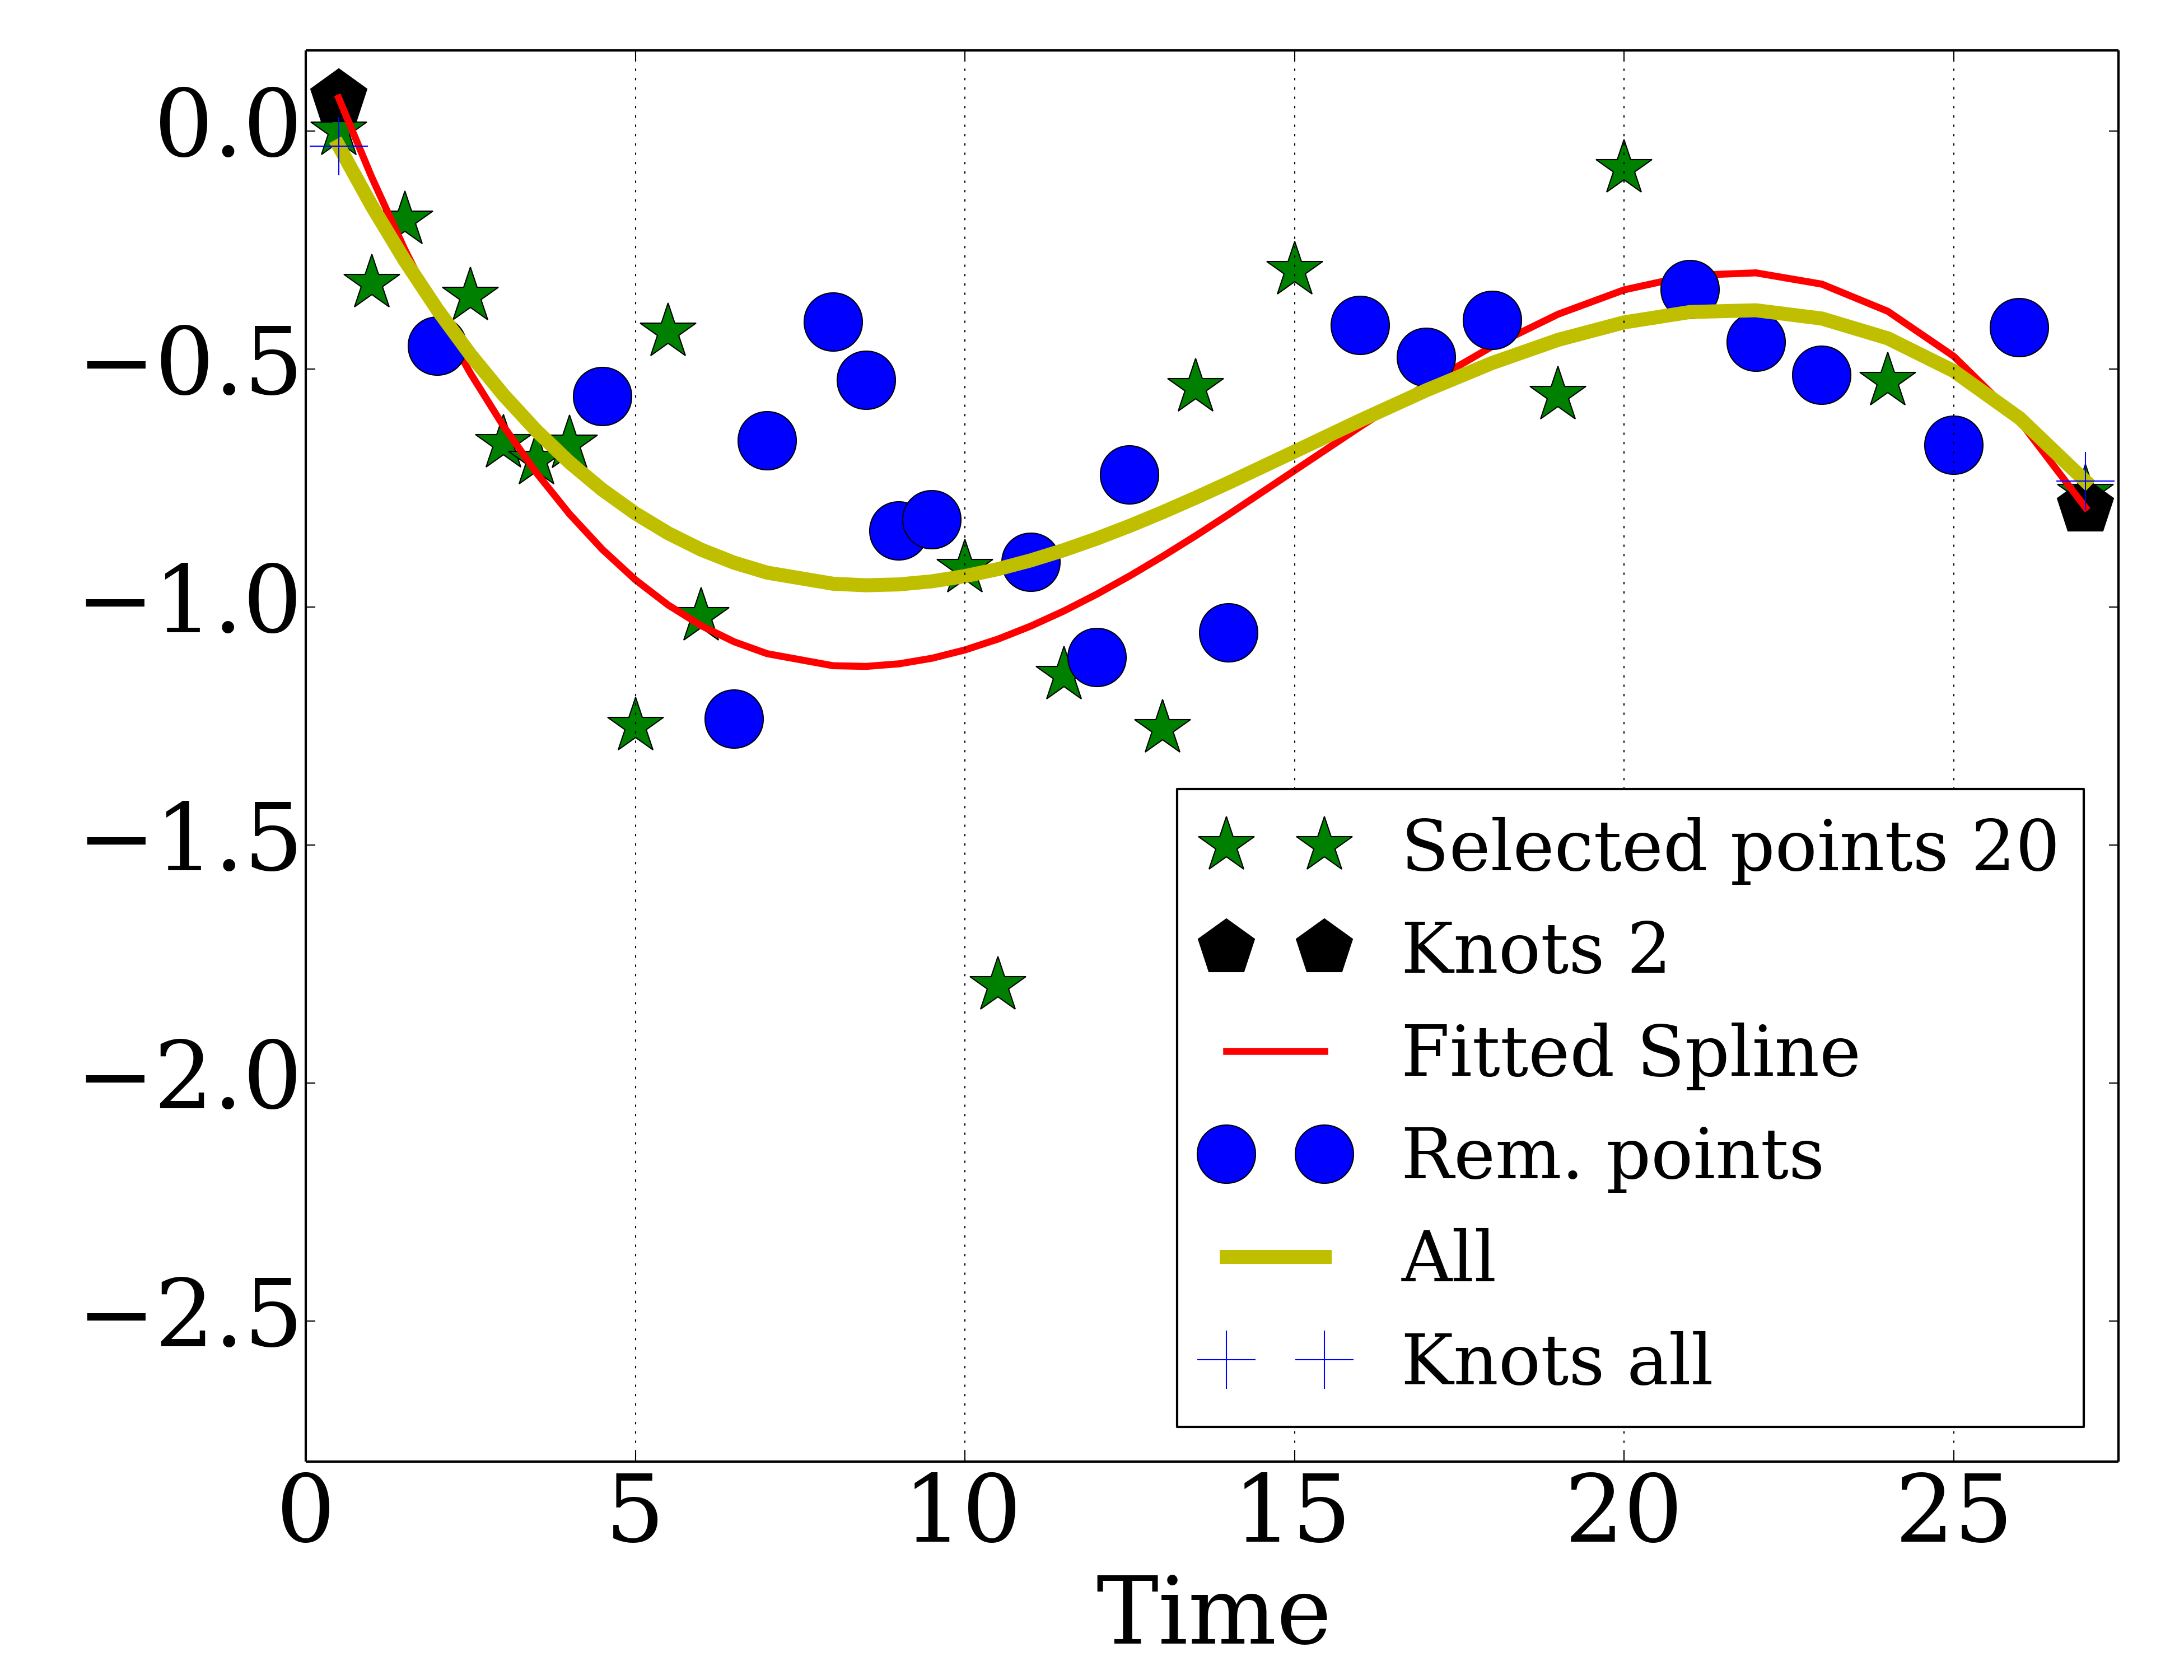 0.0
−0.5
−1.0
−1.5
−2.0
−2.5
Selected points 20
Knots 2
Fitted Spline
Rem. points
All
Knots all
0 5 10 15 20 25
Time